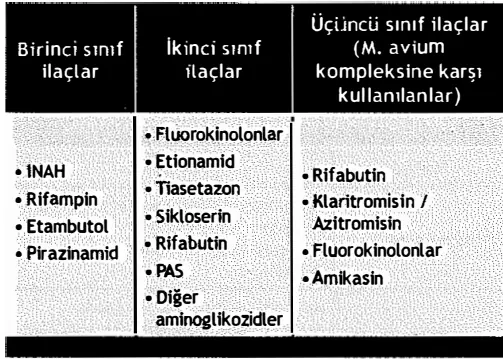 Birinci sınıf
ilaçlar
İkinci sınıf
ilaçlar
Üçüncü sınıf ilaçlar
(M. avium
kompleksine karşı
kullanılanlar)
• INAH
• Rifampin
• Etambutol
• Pirazinamid
• Fluorokinolonlar
• Etionamid
• Tiasetazon
• Sikloserin
• Rifabutin
• PAS
• Diğer
aminoglikozidler
• Rifabutin
• Klaritromisin /
Azitromisin
• Fluorokinolonlar
• Amikasin